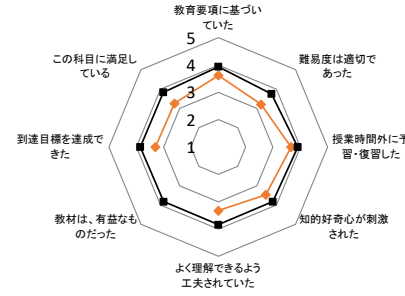 教育要項に基づい
ていた
難易度は適切で
あった
授業時間外に予
習・復習した
知的好奇心が刺激
された
よく理解できるよう
工夫されていた
教材は、有益なも
のだった
到達目標を達成で
きた
この科目に満足し
ている
5
4
3
2
1